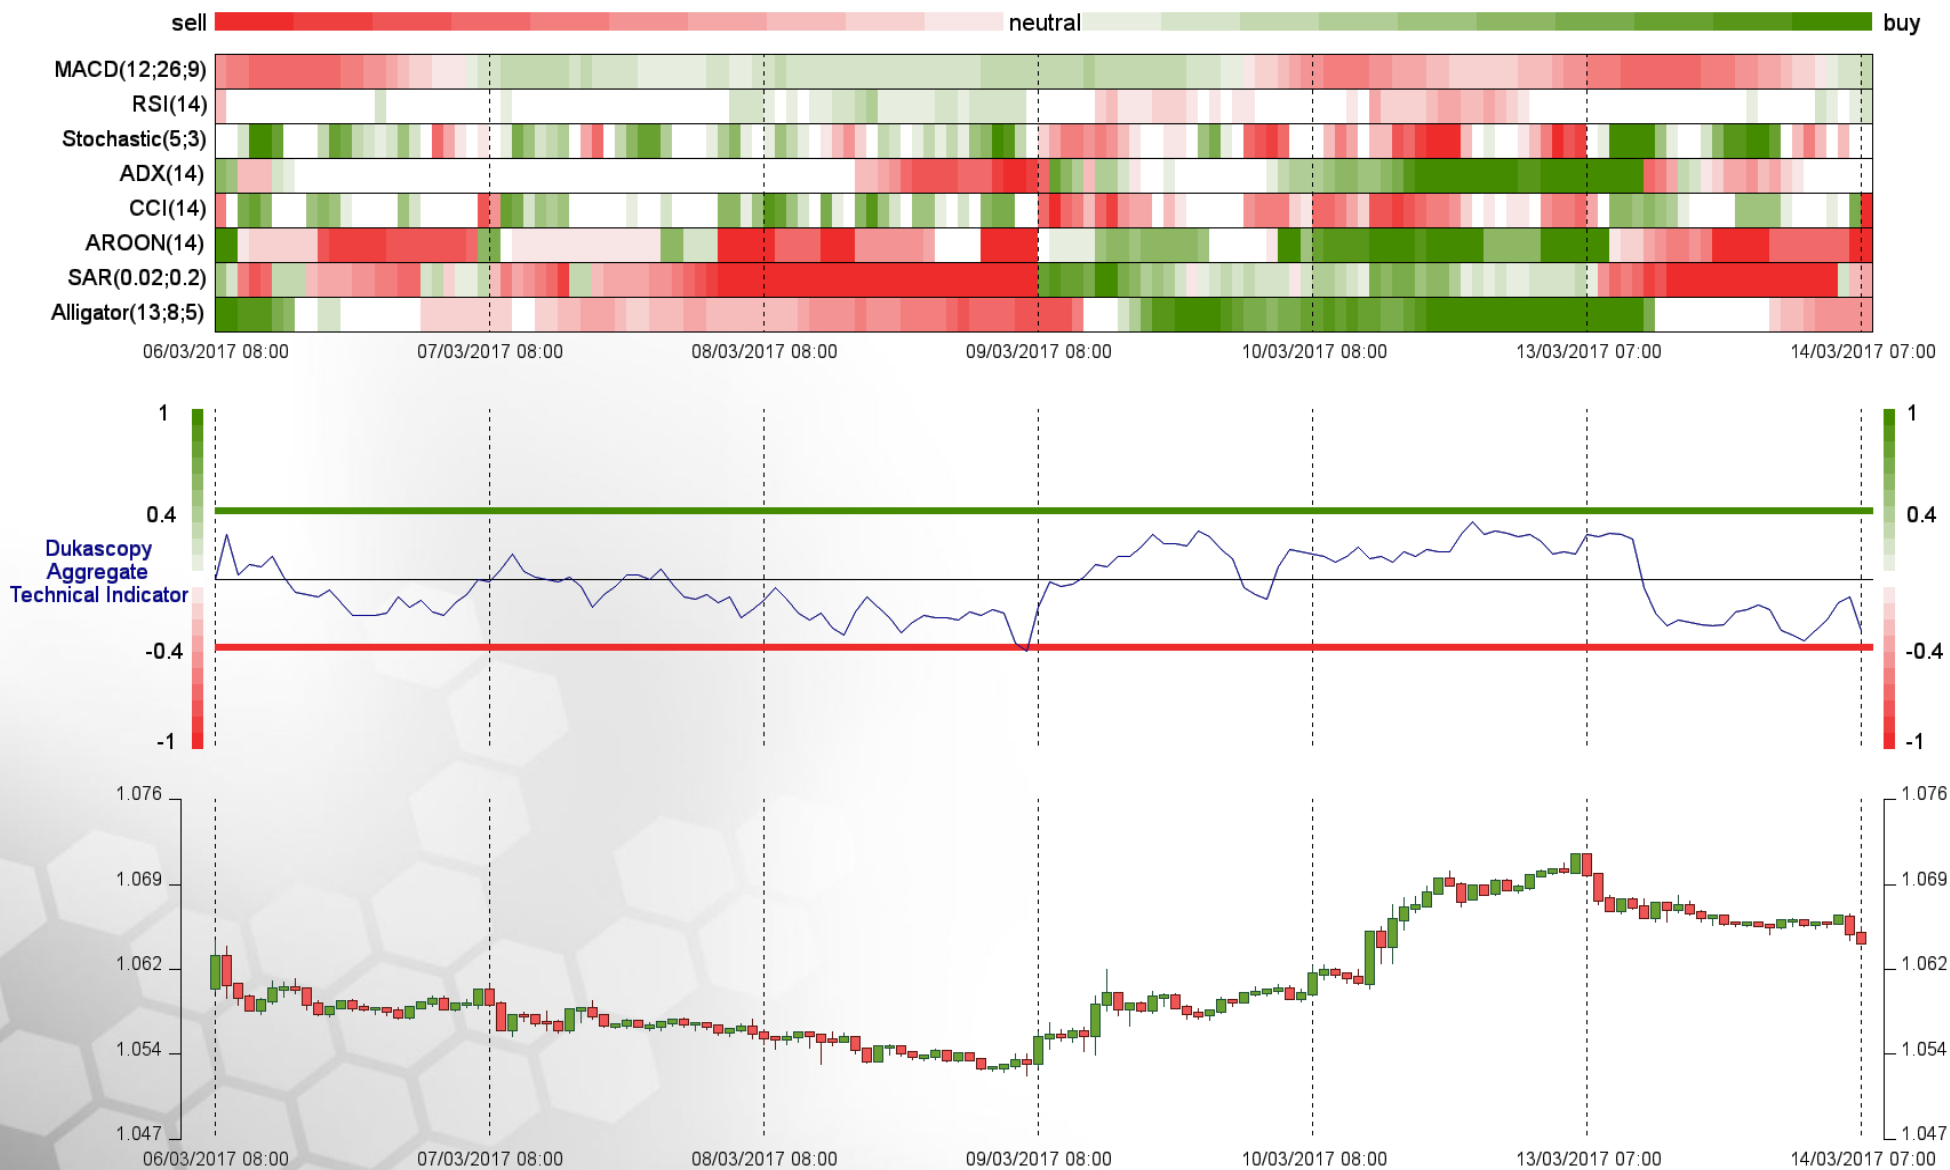 sell neutral buy
MACD(12;26;9)
RSI(14)
Stochastic(5;3)
ADX(14)
CCI(14)
AROON(14)
SAR(0.02;0.2)
Alligator(13;8;5)
06/03/2017 08:00 07/03/2017 08:00 08/03/2017 08:00 09/03/2017 08:00 10/03/2017 08:00 13/03/2017 07:00 14/03/2017 07:00
1 1
0.4 0.4
Dukascopy
Aggregate
Technical Indicator
-0.4 -0.4
-1 -1
1.076 1.076
1.069 1.069
1.062 1.062
1.054 1.054
1.047 1.047
06/03/2017 08:00 07/03/2017 08:00 08/03/2017 08:00 09/03/2017 08:00 10/03/2017 08:00 13/03/2017 07:00 14/03/2017 07:00